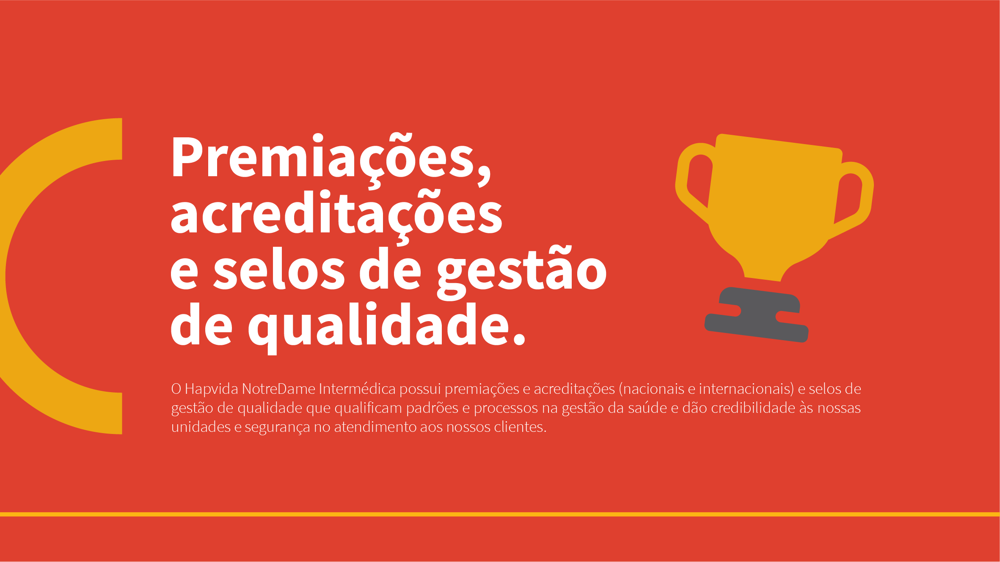 Premiações,
acreditações
e selos de gestão
de qualidade.
O Hapvida NotreDame Intermédica possui premiações e acreditações (nacionais e internacionais) e selos de
gestão de qualidade que qualificam padrões e processos na gestão da saúde e dão credibilidade às nossas
unidades e segurança no atendimento aos nossos clientes.